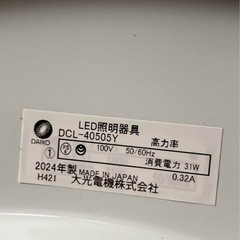 LED照明器具
DAIKO
DCL-40505Y
高力率
100V 50/60Hz
消費電力 31W
0.32A
2024年製 MADE IN JAPAN
H421
大光電機株式会社